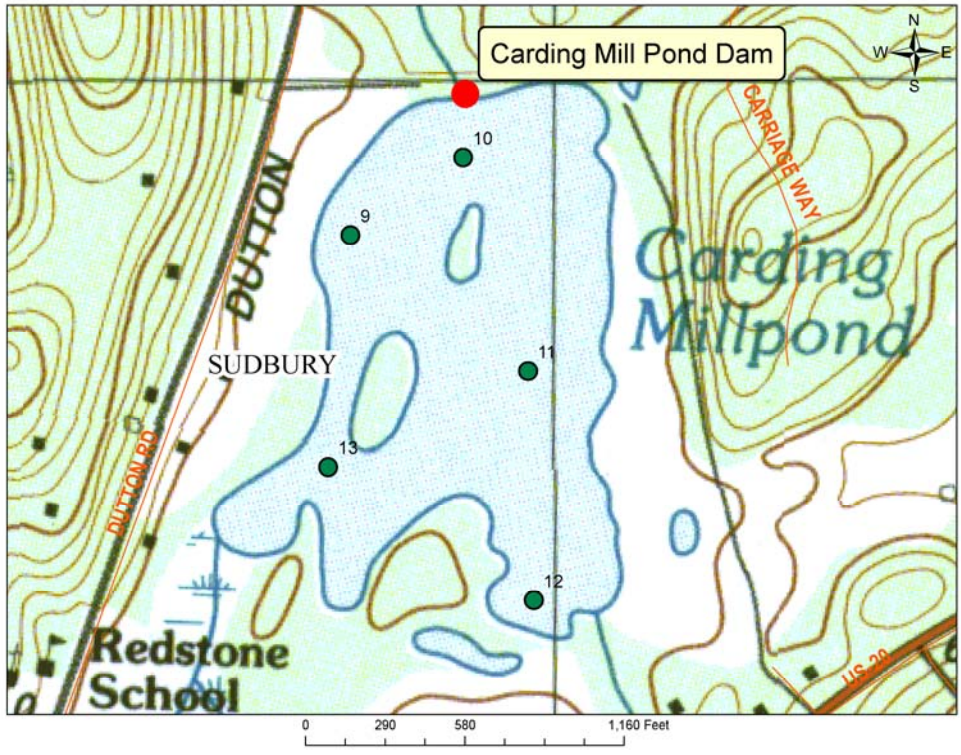 N
W E
S
Carding Mill Pond Dam
CARRIAGE WAY
10
9
DUTTON
Carding
Millpond
11
SUDBURY
13
DUTTON RD
12
Redstone
School
US-20
0 290 580 1,160 Feet